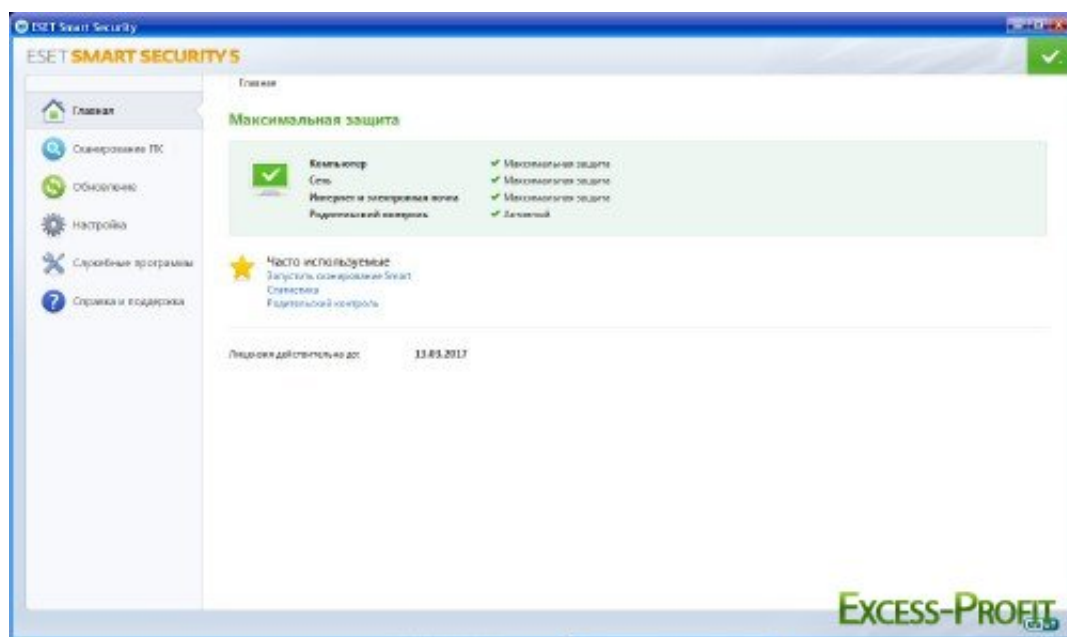 ESET Smart Security
ESET SMART SECURITY 5
Главная
Главная
Сканирование ПК
Обновление
Настройка
Служебные программы
Справка и поддержка
Максимальная защита
Компьютер ✔ Максимальная защита
Сеть ✔ Максимальная защита
Интернет и электронная почта ✔ Максимальная защита
Родительский контроль ✔ Активный
Часто используемые
Запустить сканирование Smart
Статистика
Родительский контроль
Лицензия действительна до: 13.03.2017
EXCESS-PROFIT